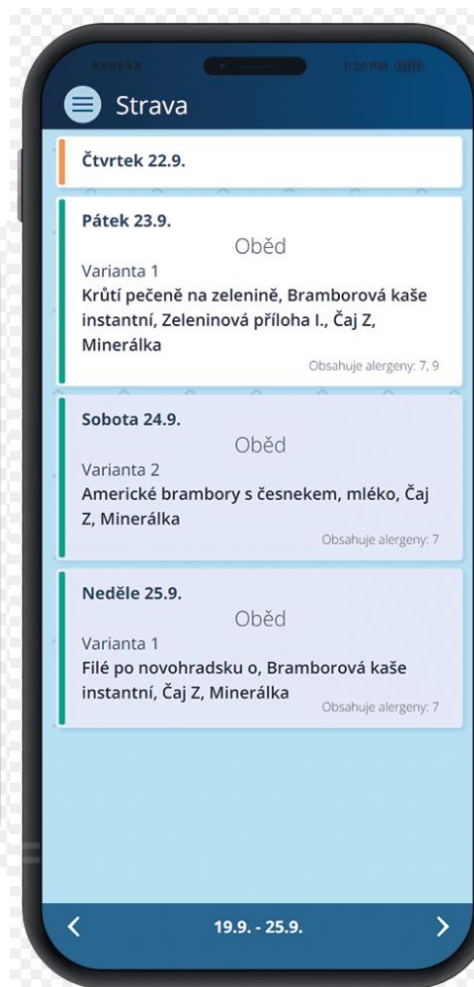 1:50 PM
Strava
Čtvrtek 22.9.
Pátek 23.9.
Oběd
Varianta 1
Krůtí pečeně na zelenině, Bramborová kaše
instantní, Zeleninová příloha I., Čaj Z,
Minerálka
Obsahuje alergeny: 7, 9
Sobota 24.9.
Oběd
Varianta 2
Americké brambory s česnekem, mléko, Čaj
Z, Minerálka
Obsahuje alergeny: 7
Neděle 25.9.
Oběd
Varianta 1
Filé po novohradsku o, Bramborová kaše
instantní, Čaj Z, Minerálka
Obsahuje alergeny: 7
19.9. - 25.9.